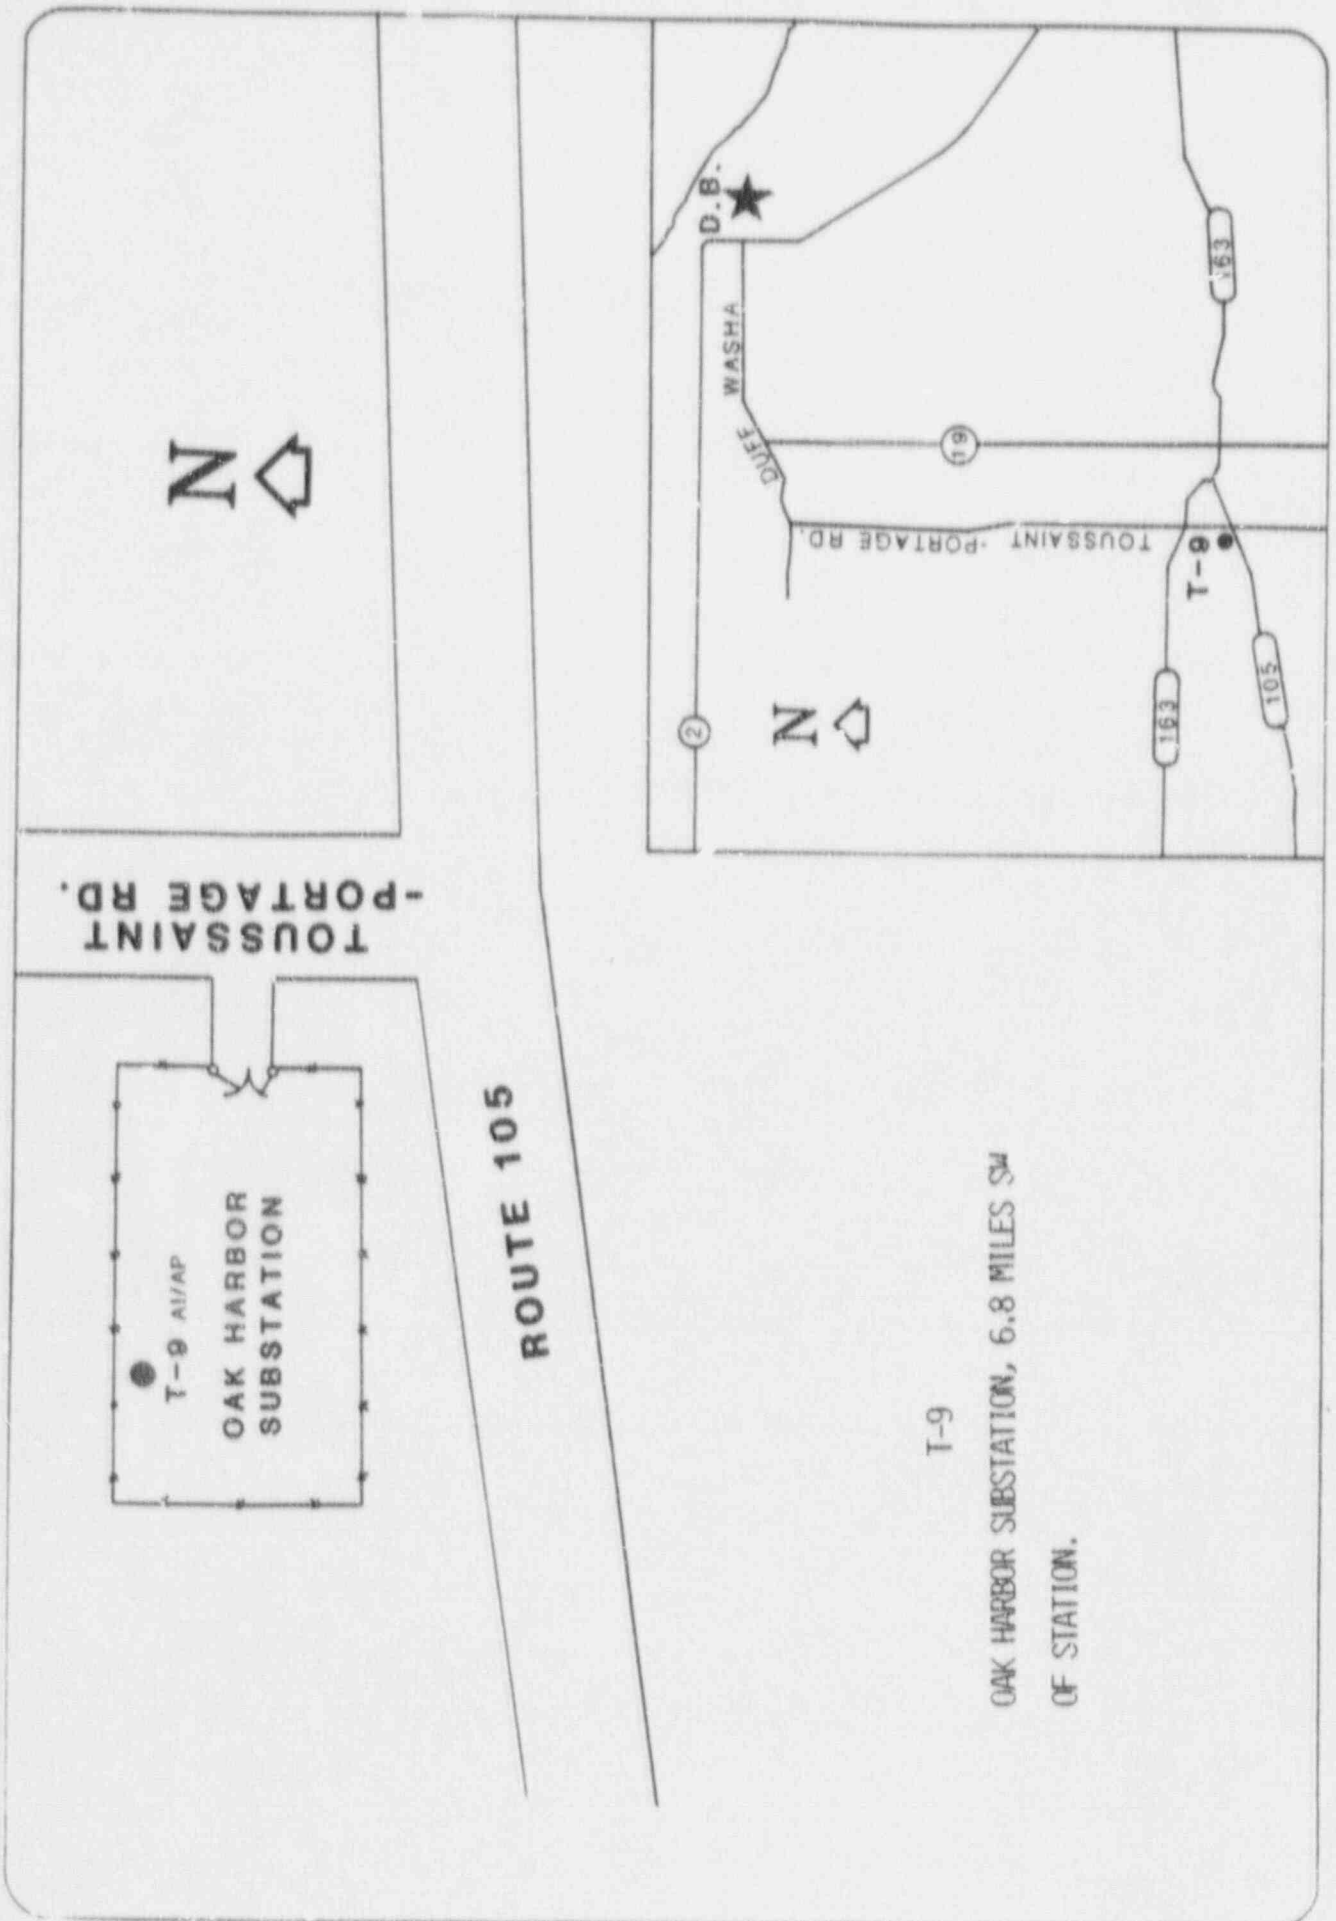 N
TOUSSAINT
-PORTAGE RD.
T-9 AI/AP
OAK HARBOR
SUBSTATION
ROUTE 105
T-9
OAK HARBOR SUBSTATION, 6.8 MILES SW
OF STATION.
2
D.B.
DUFF WASHA
N
19
TOUSSAINT -PORTAGE RD.
T-9
163
163
105